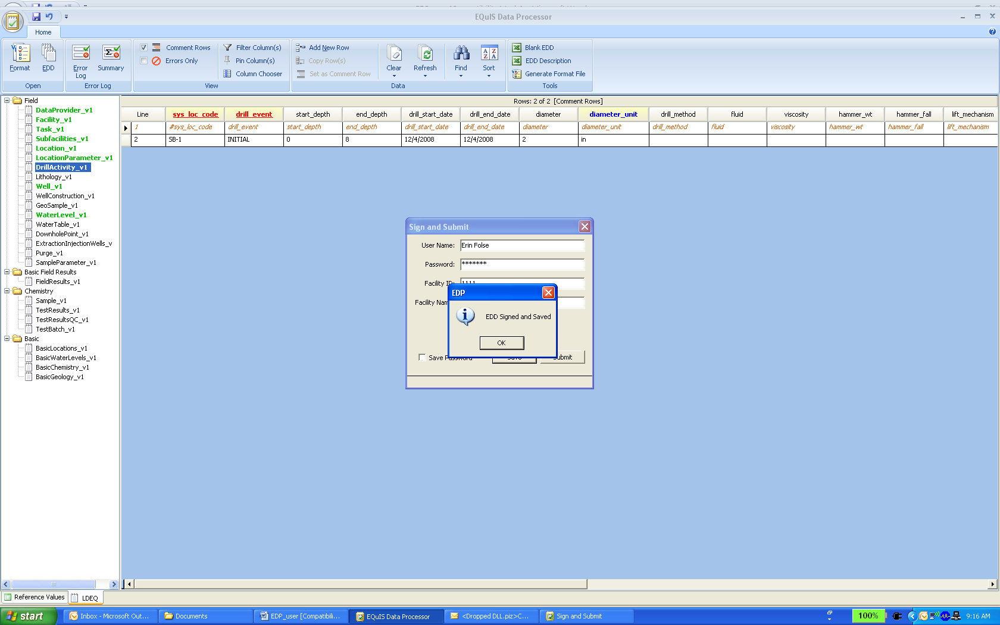 EQuIS Data Processor
Home
Format
EDD
Open
Error Log
Summary
Error Log
Comment Rows
Errors Only
Filter Column(s)
Pin Column(s)
Column Chooser
View
Add New Row
Copy Row(s)
Set as Comment Row
Clear
Refresh
Find
Sort
Data
Blank EDD
EDD Description
Generate Format File
Tools
Field
DataProvider_v1
Facility_v1
Task_v1
Subfacilities_v1
Location_v1
LocationParameter_v1
DrillActivity_v1
Lithology_v1
Well_v1
WellConstruction_v1
GeoSample_v1
WaterLevel_v1
WaterTable_v1
DownholePoint_v1
ExtractionInjectionWells_v
Purge_v1
SampleParameter_v1
Basic Field Results
FieldResults_v1
Chemistry
Sample_v1
TestResults_v1
TestResultsQC_v1
TestBatch_v1
Basic
BasicLocations_v1
BasicWaterLevels_v1
BasicChemistry_v1
BasicGeology_v1
Rows: 2 of 2 [Comment Rows]
Line sys_loc_code drill_event start_depth end_depth drill_start_date drill_end_date diameter diameter_unit drill_method fluid viscosity hammer_wt hammer_fall lift_mechanism
1 #sys_loc_code drill_event start_depth end_depth drill_start_date drill_end_date diameter diameter_unit drill_method fluid viscosity hammer_wt hammer_fall lift_mechanism
2 SB-1 INITIAL 0 8 12/4/2008 12/4/2008 2 in
Sign and Submit
User Name: Erin Folse
Password: *******
Facility ID: 1111
Facility Nam
EDP
EDD Signed and Saved
OK
Save Password
Save
Submit
Reference Values
LDEQ
start
Inbox - Microsoft Out...
Documents
EDP_user [Compatibili...
EQuIS Data Processor
<Dropped DLL.piz>C...
Sign and Submit
100%
9:16 AM